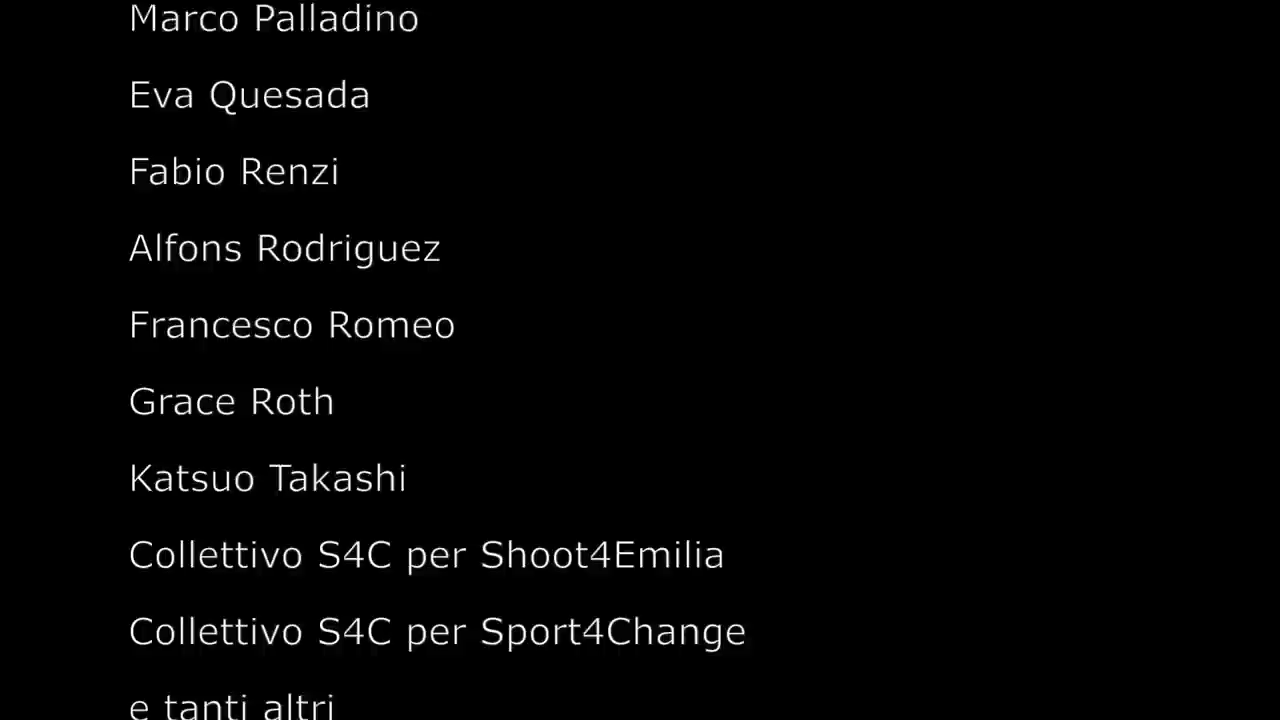 Marco Palladino
Eva Quesada
Fabio Renzi
Alfons Rodriguez
Francesco Romeo
Grace Roth
Katsuo Takashi
Collettivo S4C per Shoot4Emilia
Collettivo S4C per Sport4Change
e tanti altri